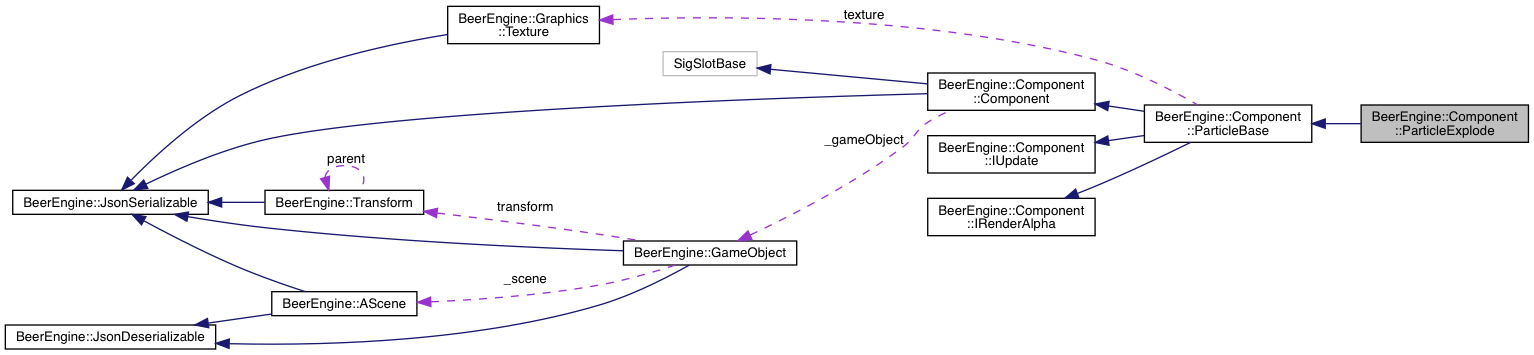 BeerEngine::Graphics
::Texture
texture
SigSlotBase
BeerEngine::Component
::Component
BeerEngine::Component
::ParticleBase
BeerEngine::Component
::ParticleExplode
_gameObject
BeerEngine::Component
::IUpdate
parent
BeerEngine::JsonSerializable
BeerEngine::Transform
transform
BeerEngine::Component
::IRenderAlpha
BeerEngine::GameObject
_scene
BeerEngine::AScene
BeerEngine::JsonDeserializable